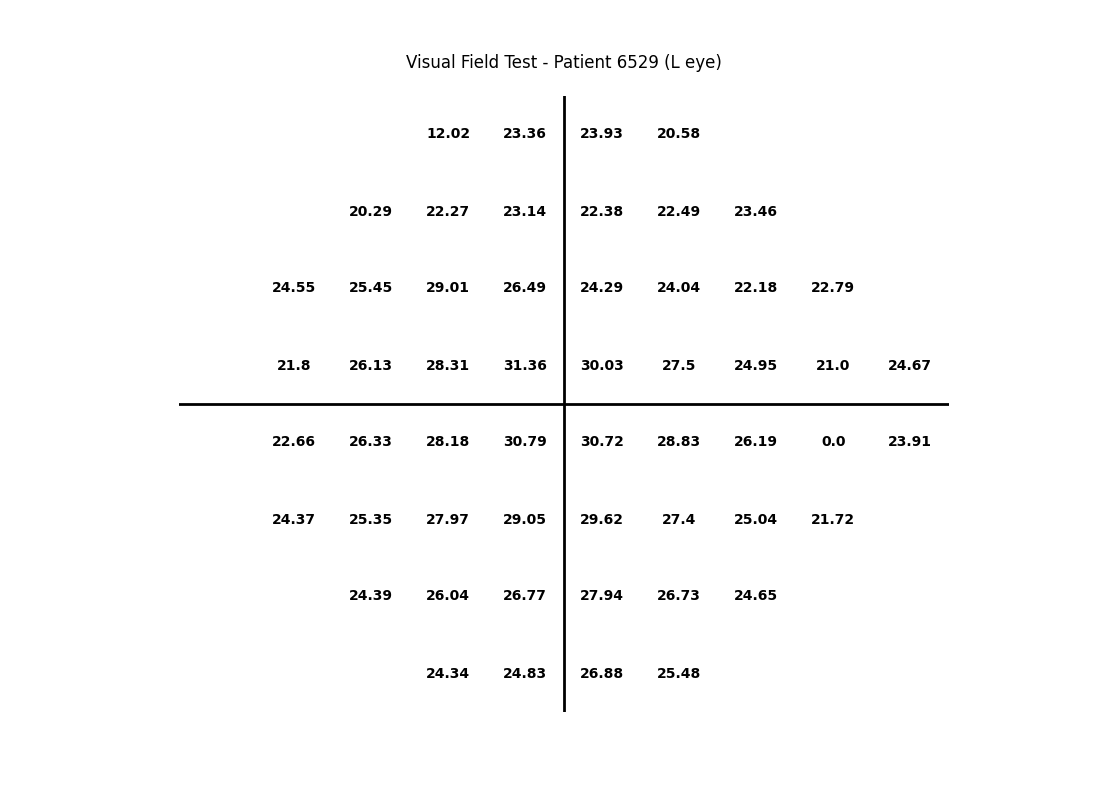 Visual Field Test - Patient 6529 (L eye)
12.02 23.36 23.93 20.58
20.29 22.27 23.14 22.38 22.49 23.46
24.55 25.45 29.01 26.49 24.29 24.04 22.18 22.79
21.8 26.13 28.31 31.36 30.03 27.5 24.95 21.0 24.67
22.66 26.33 28.18 30.79 30.72 28.83 26.19 0.0 23.91
24.37 25.35 27.97 29.05 29.62 27.4 25.04 21.72
24.39 26.04 26.77 27.94 26.73 24.65
24.34 24.83 26.88 25.48